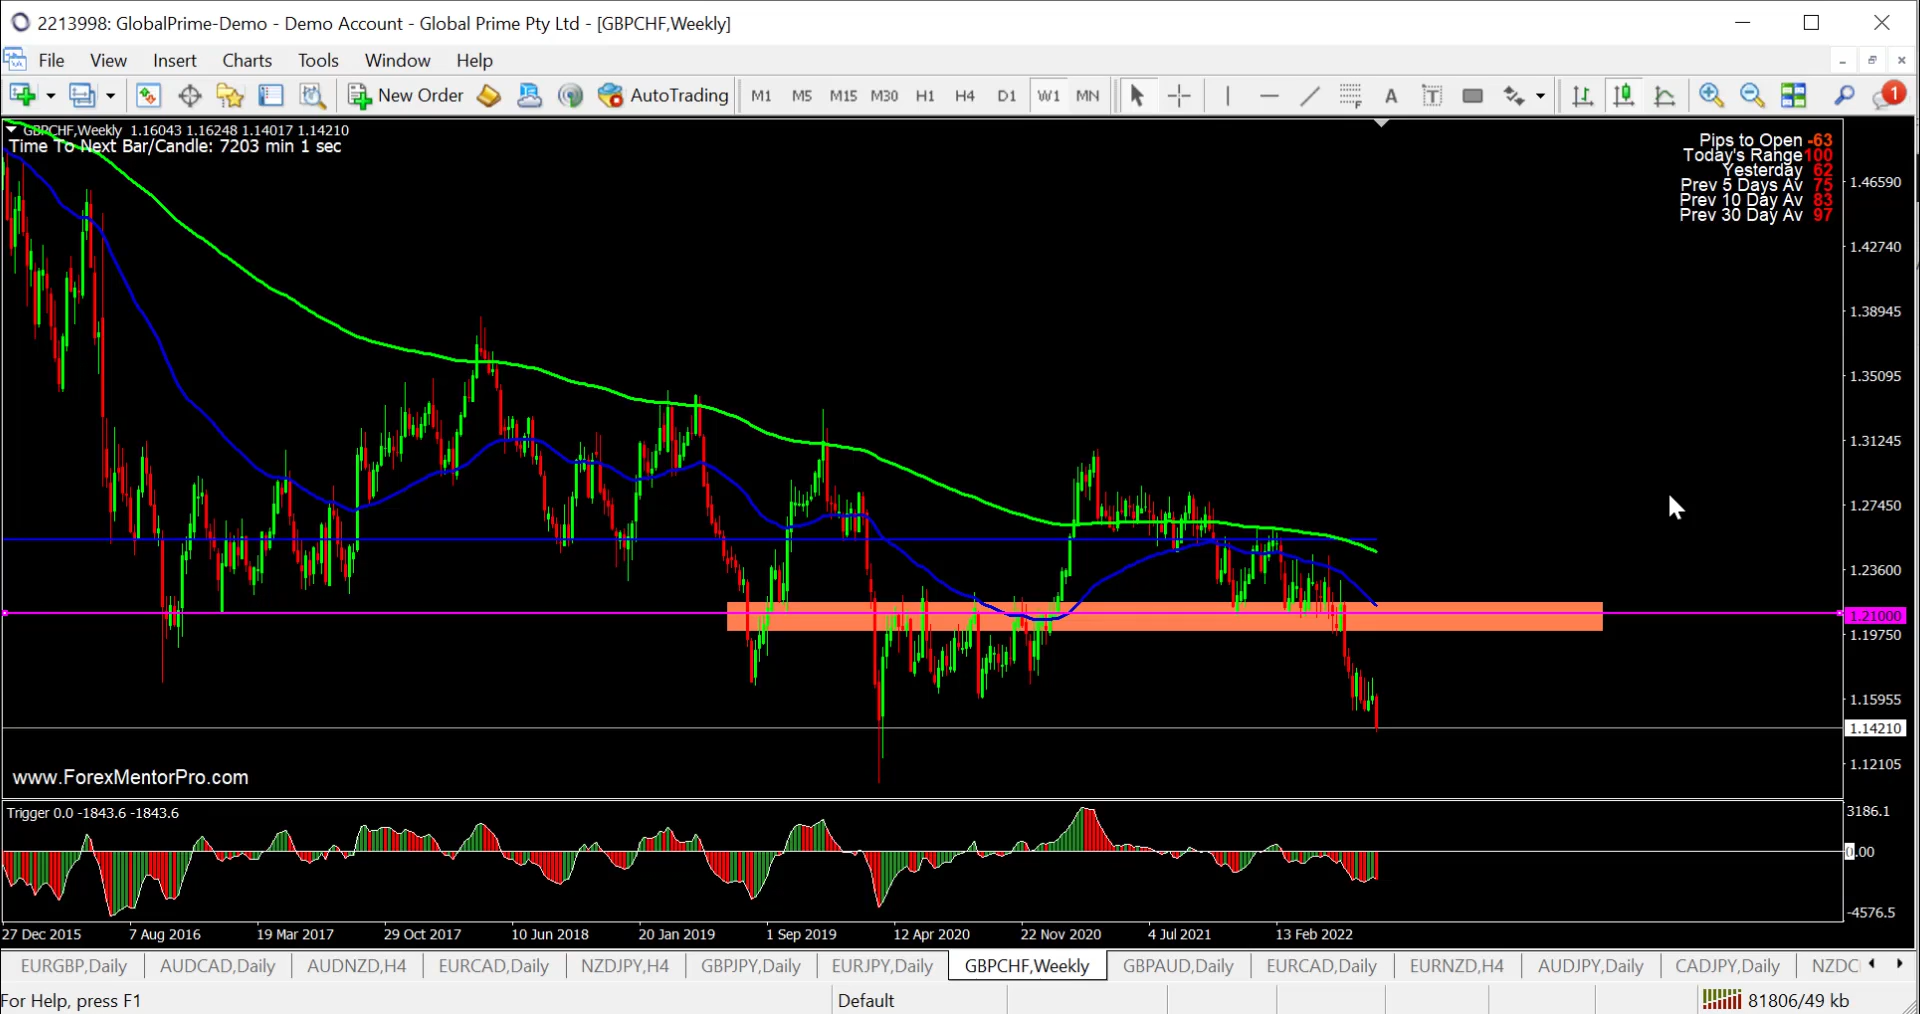 2213998: GlobalPrime-Demo - Demo Account - Global Prime Pty Ltd - [GBPCHF,Weekly]
File View Insert Charts Tools Window Help
New Order AutoTrading M1 M5 M15 M30 H1 H4 D1 W1 MN A T 1
GBPCHF,Weekly 1.16043 1.16248 1.14017 1.14210
Time To Next Bar/Candle: 7203 min 1 sec
Pips to Open -63
Today's Range 100
Yesterday 62
Prev 5 Days Av 75
Prev 10 Day Av 83
Prev 30 Day Av 97
1.46590
1.42740
1.38945
1.35095
1.31245
1.27450
1.23600
1.21000
1.19750
1.15955
1.14210
1.12105
www.ForexMentorPro.com
Trigger 0.0 -1843.6 -1843.6
3186.1
0.00
-4576.5
27 Dec 2015 7 Aug 2016 19 Mar 2017 29 Oct 2017 10 Jun 2018 20 Jan 2019 1 Sep 2019 12 Apr 2020 22 Nov 2020 4 Jul 2021 13 Feb 2022
EURGBP,Daily AUDCAD,Daily AUDNZD,H4 EURCAD,Daily NZDJPY,H4 GBPJPY,Daily EURJPY,Daily GBPCHF,Weekly GBPAUD,Daily EURCAD,Daily EURNZD,H4 AUDJPY,Daily CADJPY,Daily NZDC
For Help, press F1 Default 81806/49 kb